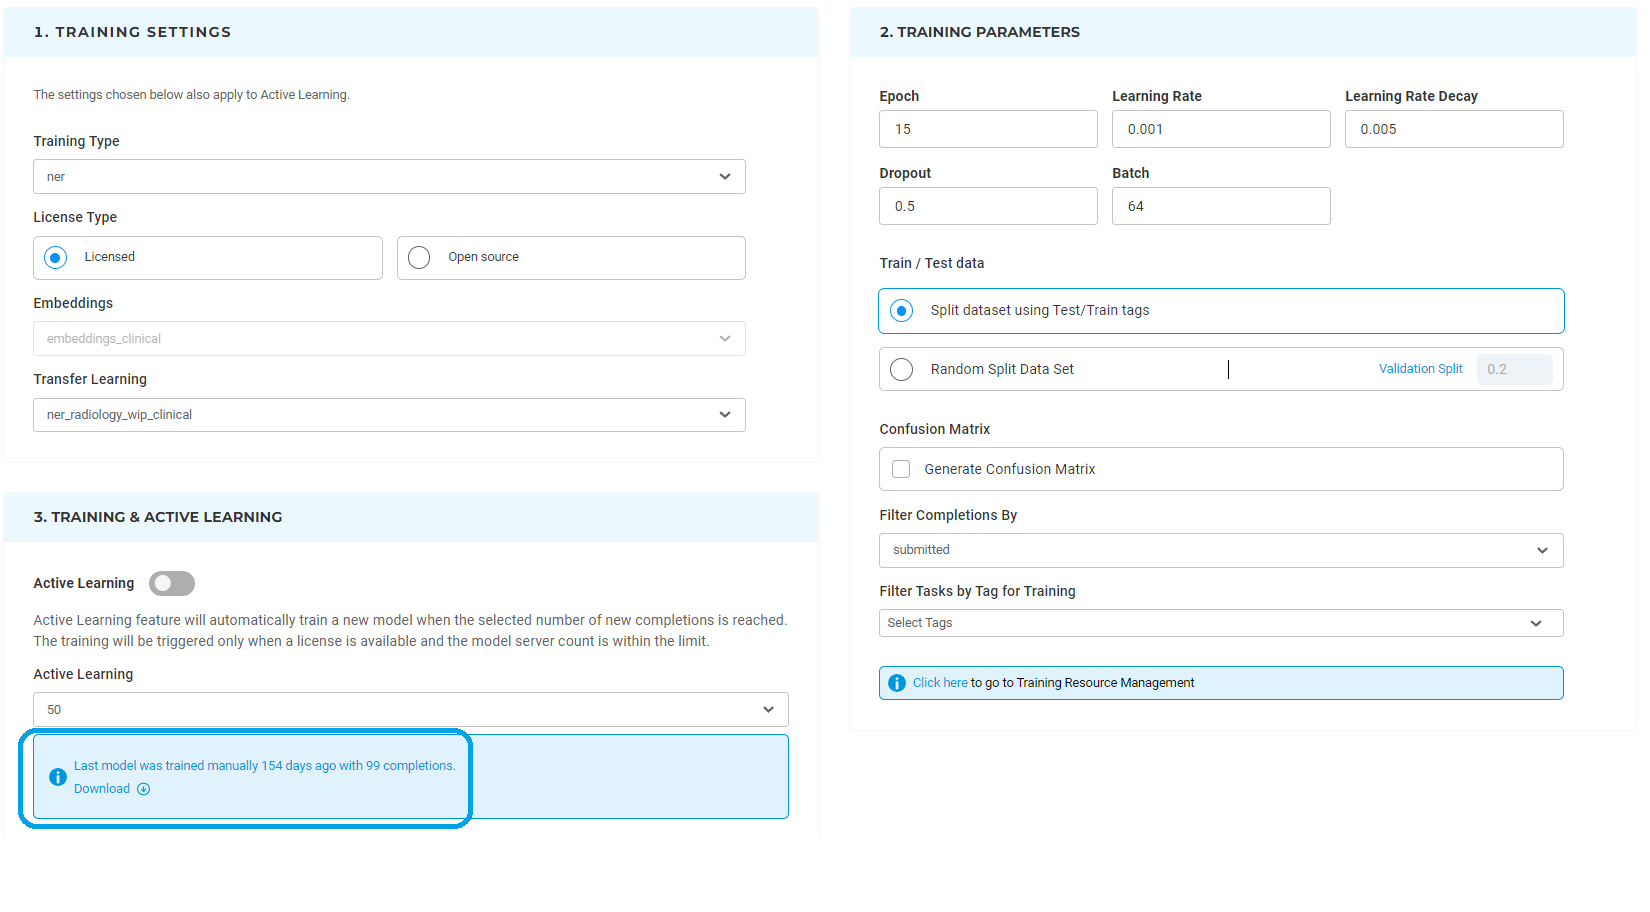 1. TRAINING SETTINGS
The settings chosen below also apply to Active Learning.
Training Type
ner
License Type
Licensed
Open source
Embeddings
embeddings_clinical
Transfer Learning
ner_radiology_wip_clinical
2. TRAINING PARAMETERS
Epoch
Learning Rate
Learning Rate Decay
15
0.001
0.005
Dropout
Batch
0.5
64
Train / Test data
Split dataset using Test/Train tags
Random Split Data Set
Validation Split
0.2
Confusion Matrix
Generate Confusion Matrix
Filter Completions By
submitted
Filter Tasks by Tag for Training
Select Tags
Click here to go to Training Resource Management
3. TRAINING & ACTIVE LEARNING
Active Learning
Active Learning feature will automatically train a new model when the selected number of new completions is reached.
The training will be triggered only when a license is available and the model server count is within the limit.
Active Learning
50
Last model was trained manually 154 days ago with 99 completions.
Download